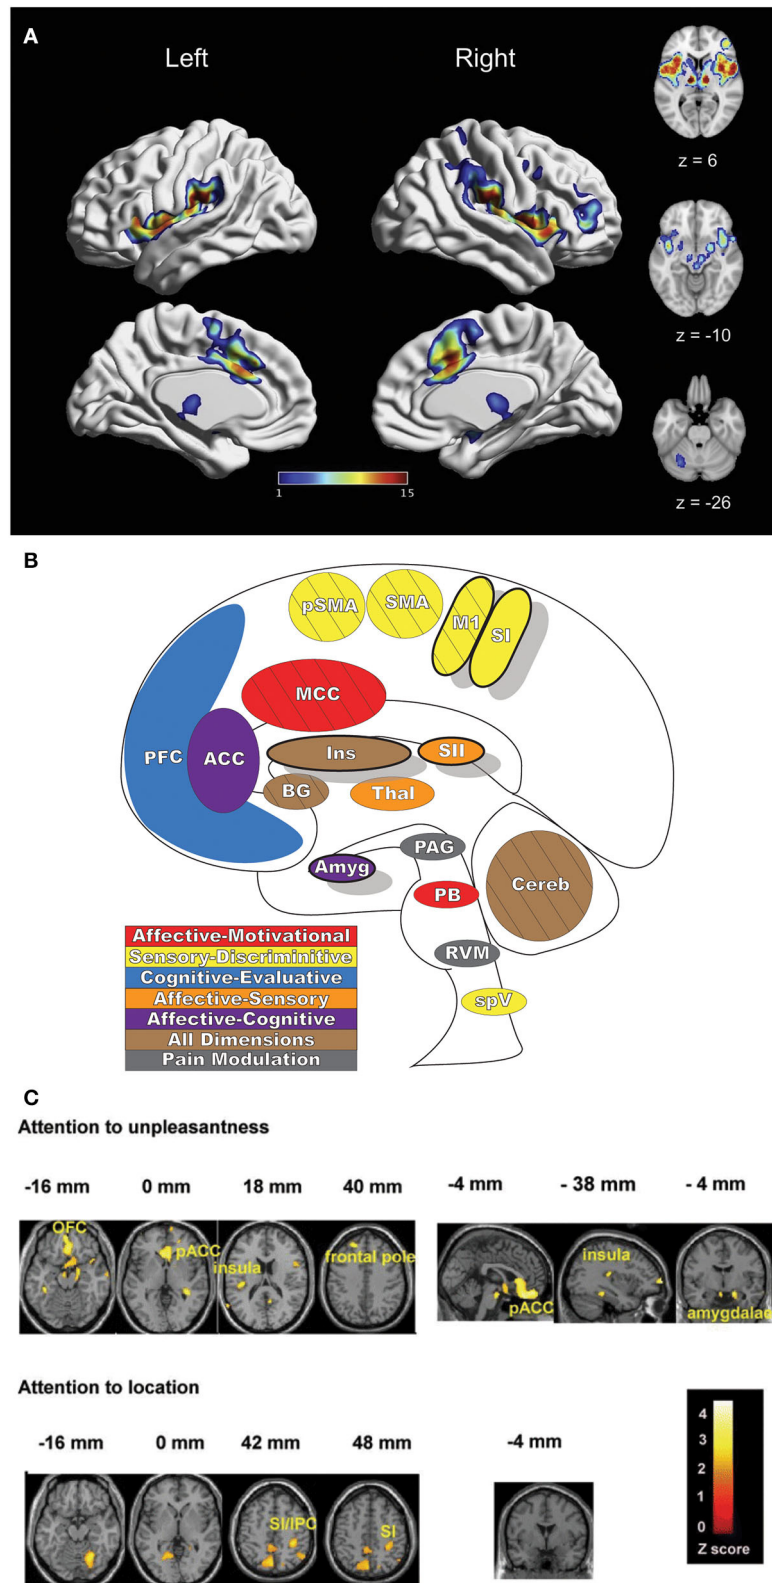 A
Left
Right
z = 6
z = -10
z = -26
1
15
B
pSMA
SMA
M1
SI
MCC
PFC
ACC
Ins
SII
BG
Thal
Amyg
PAG
PB
Cereb
RVM
spV
Affective-Motivational
Sensory-Discriminitive
Cognitive-Evaluative
Affective-Sensory
Affective-Cognitive
All Dimensions
Pain Modulation
C
Attention to unpleasantness
-16 mm
0 mm
18 mm
40 mm
-4 mm
- 38 mm
- 4 mm
OFC
pACC
insula
frontal pole
insula
pACC
amygdalae
Attention to location
-16 mm
0 mm
42 mm
48 mm
-4 mm
SI/IPC
SI
4
3
2
1
0
Z score